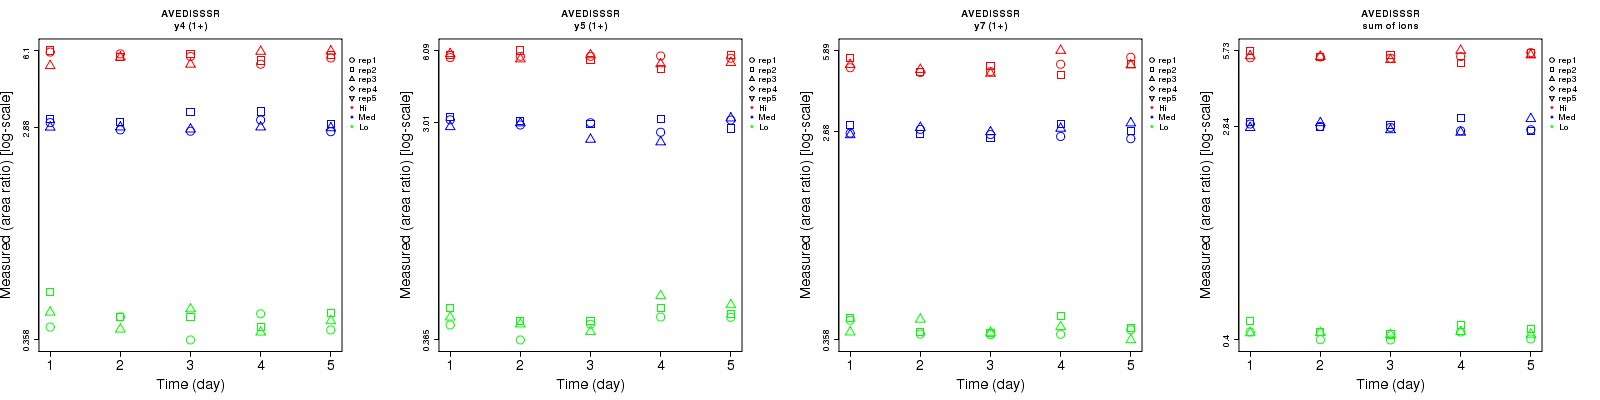 AVEDISSSR
y4 (1+)
Measured (area ratio) [log-scale]
6.1
2.88
0.358
1 2 3 4 5
Time (day)
rep1
rep2
rep3
rep4
rep5
Hi
Med
Lo
AVEDISSSR
y5 (1+)
Measured (area ratio) [log-scale]
6.09
3.01
0.365
1 2 3 4 5
Time (day)
rep1
rep2
rep3
rep4
rep5
Hi
Med
Lo
AVEDISSSR
y7 (1+)
Measured (area ratio) [log-scale]
5.89
2.88
0.358
1 2 3 4 5
Time (day)
rep1
rep2
rep3
rep4
rep5
Hi
Med
Lo
AVEDISSSR
sum of ions
Measured (area ratio) [log-scale]
5.73
2.84
0.4
1 2 3 4 5
Time (day)
rep1
rep2
rep3
rep4
rep5
Hi
Med
Lo